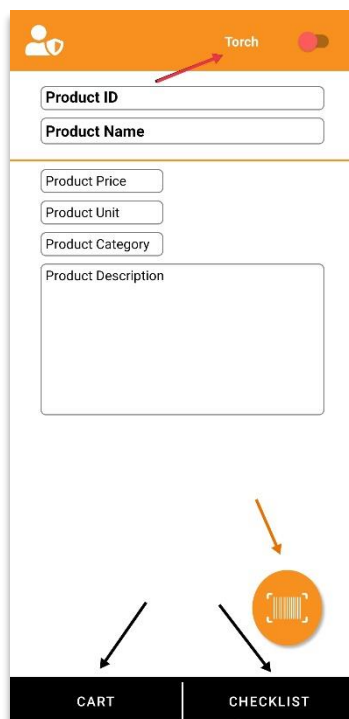 Torch
Product ID
Product Name
Product Price
Product Unit
Product Category
Product Description
CART
CHECKLIST